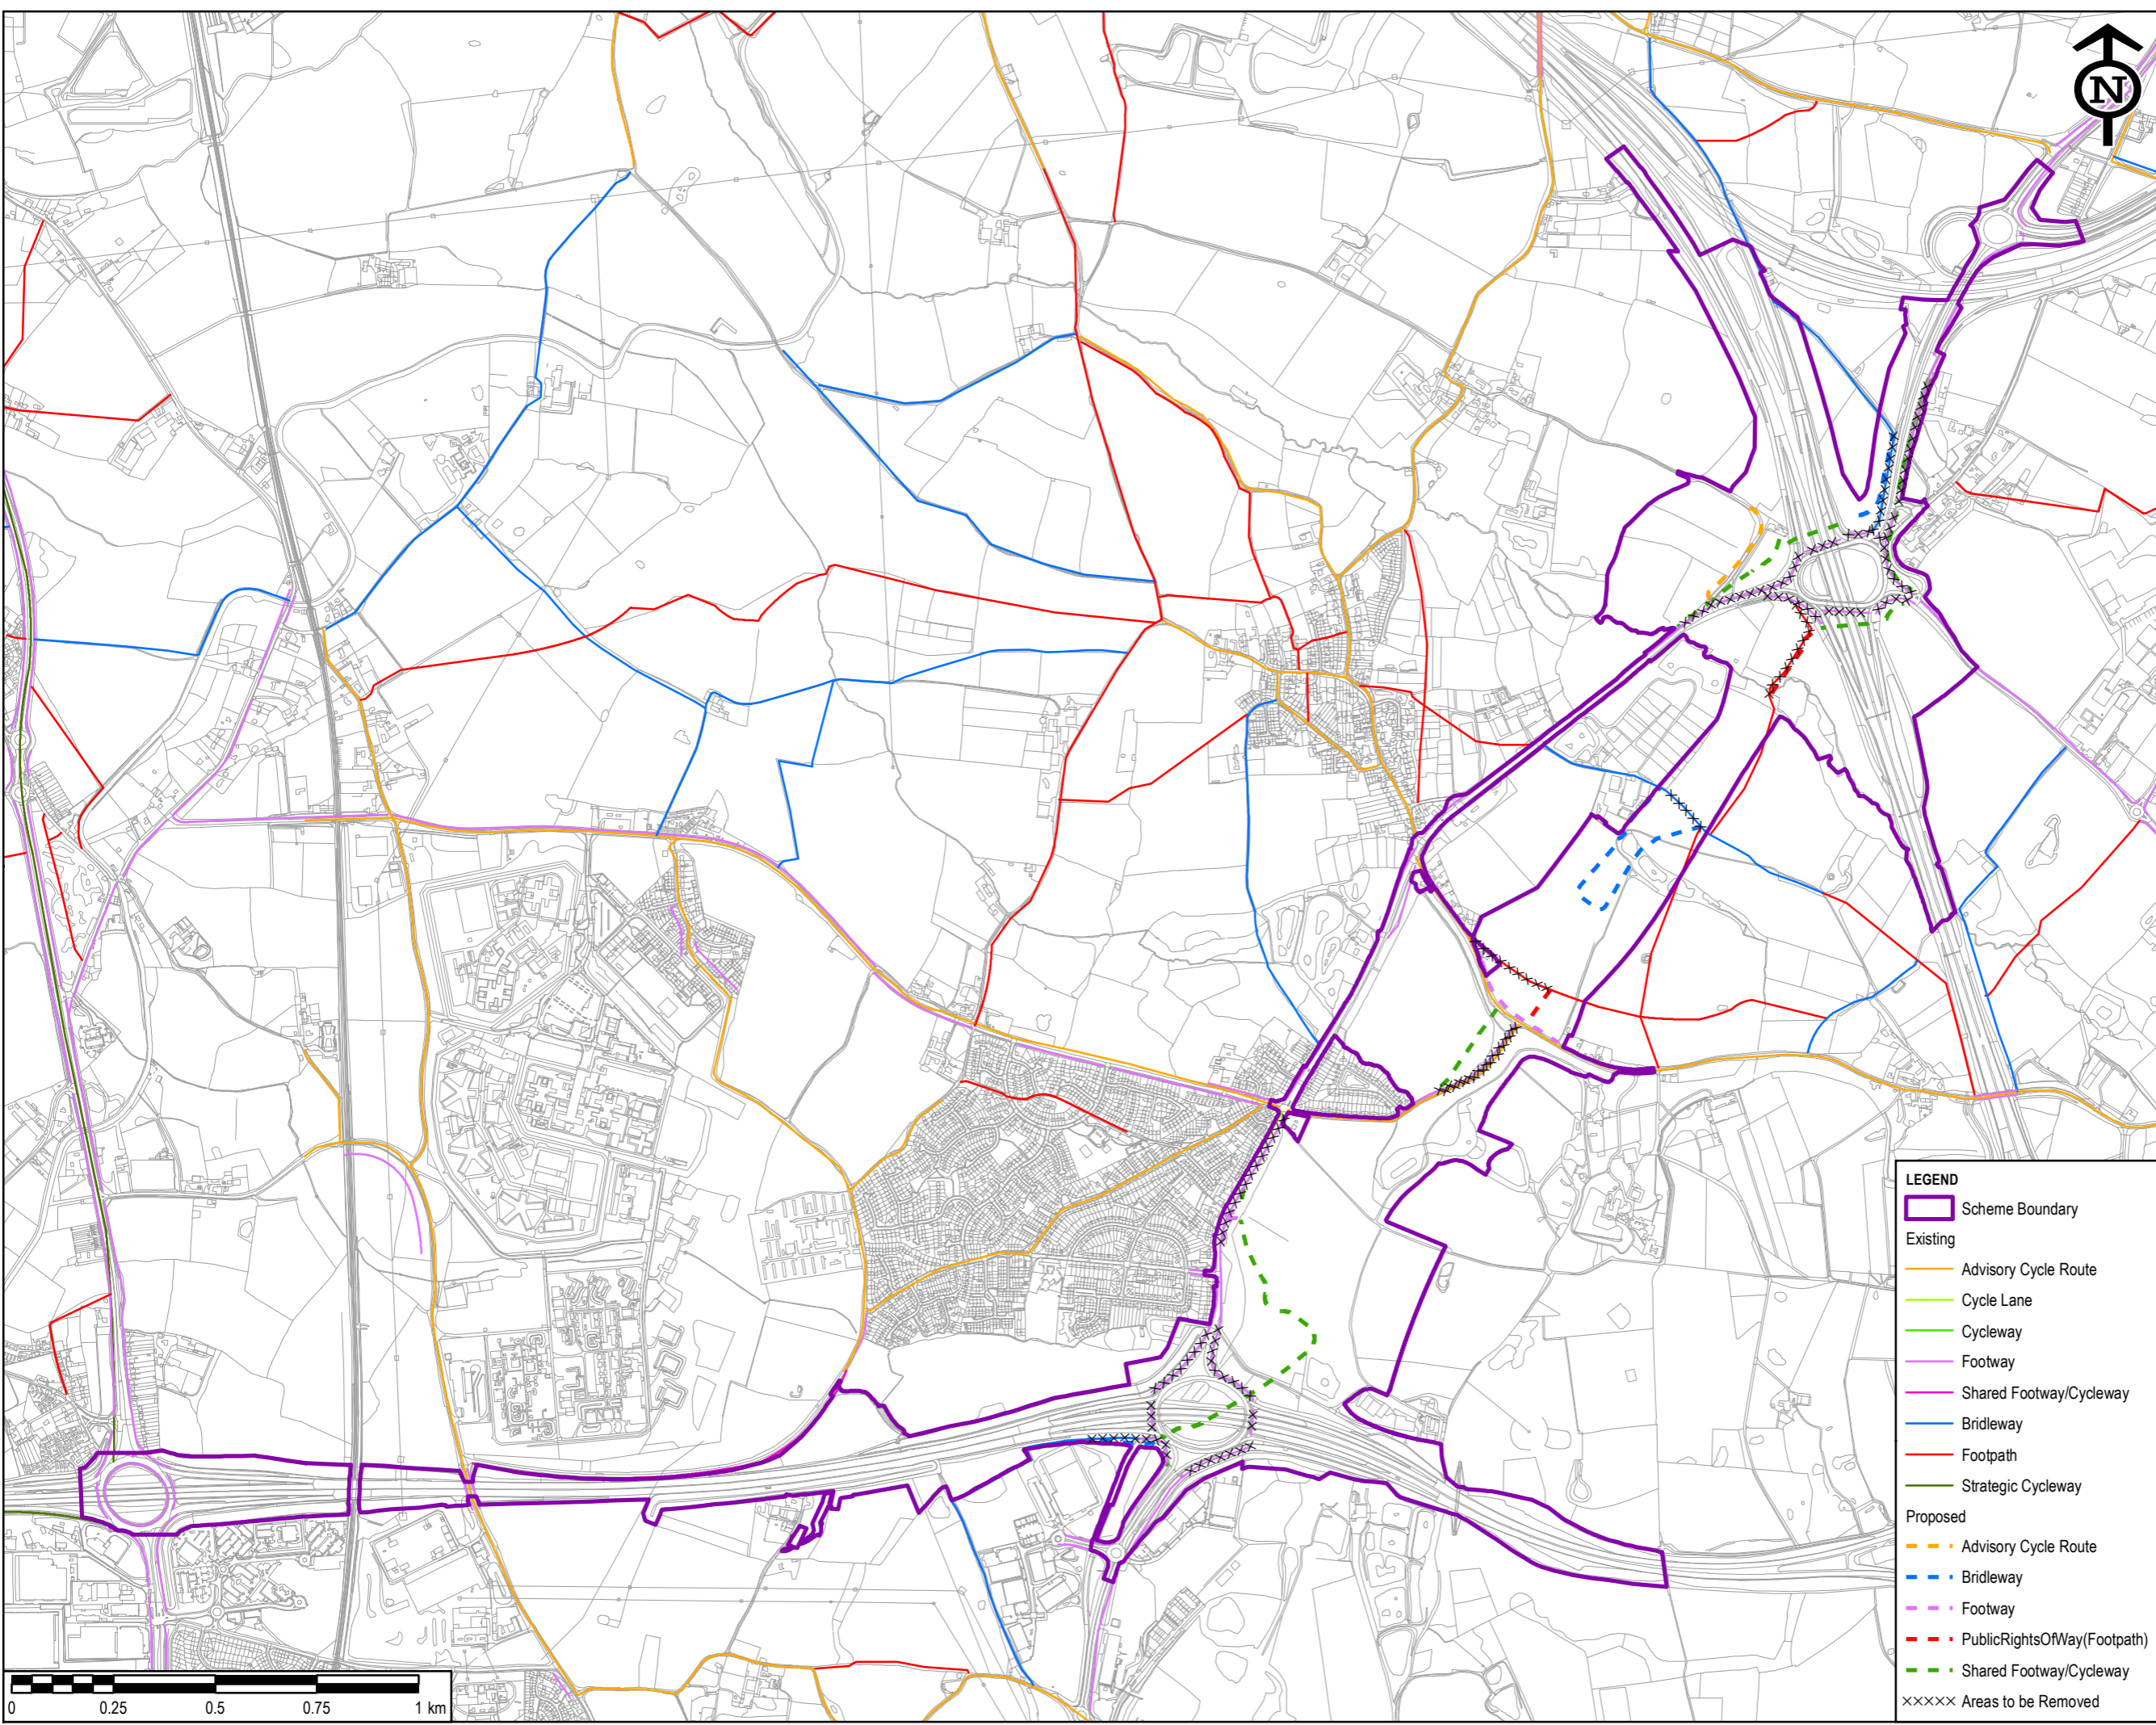 N
LEGEND
Scheme Boundary
Existing
Advisory Cycle Route
Cycle Lane
Cycleway
Footway
Shared Footway/Cycleway
Bridleway
Footpath
Strategic Cycleway
Proposed
Advisory Cycle Route
Bridleway
Footway
PublicRightsOfWay(Footpath)
Shared Footway/Cycleway
Areas to be Removed
0 0.25 0.5 0.75 1 km